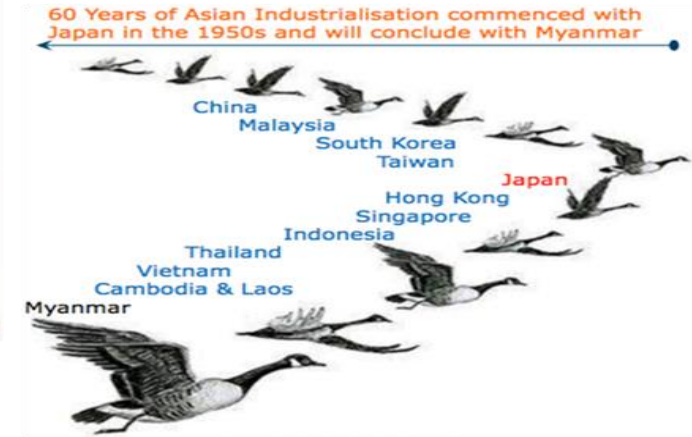 60 Years of Asian Industrialisation commenced with
Japan in the 1950s and will conclude with Myanmar
China
Malaysia
South Korea
Taiwan
Japan
Hong Kong
Singapore
Indonesia
Thailand
Vietnam
Cambodia & Laos
Myanmar